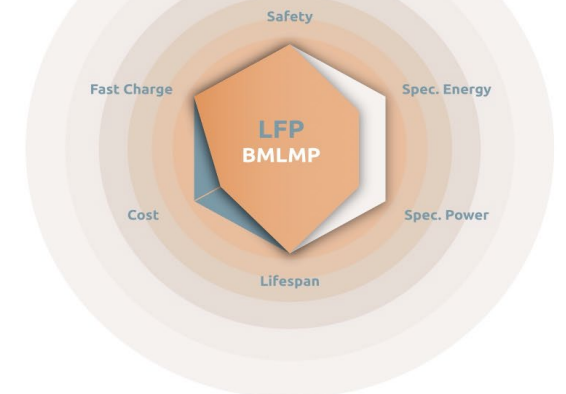 Safety
Fast Charge
Spec. Energy
LFP
BMLMP
Cost
Spec. Power
Lifespan